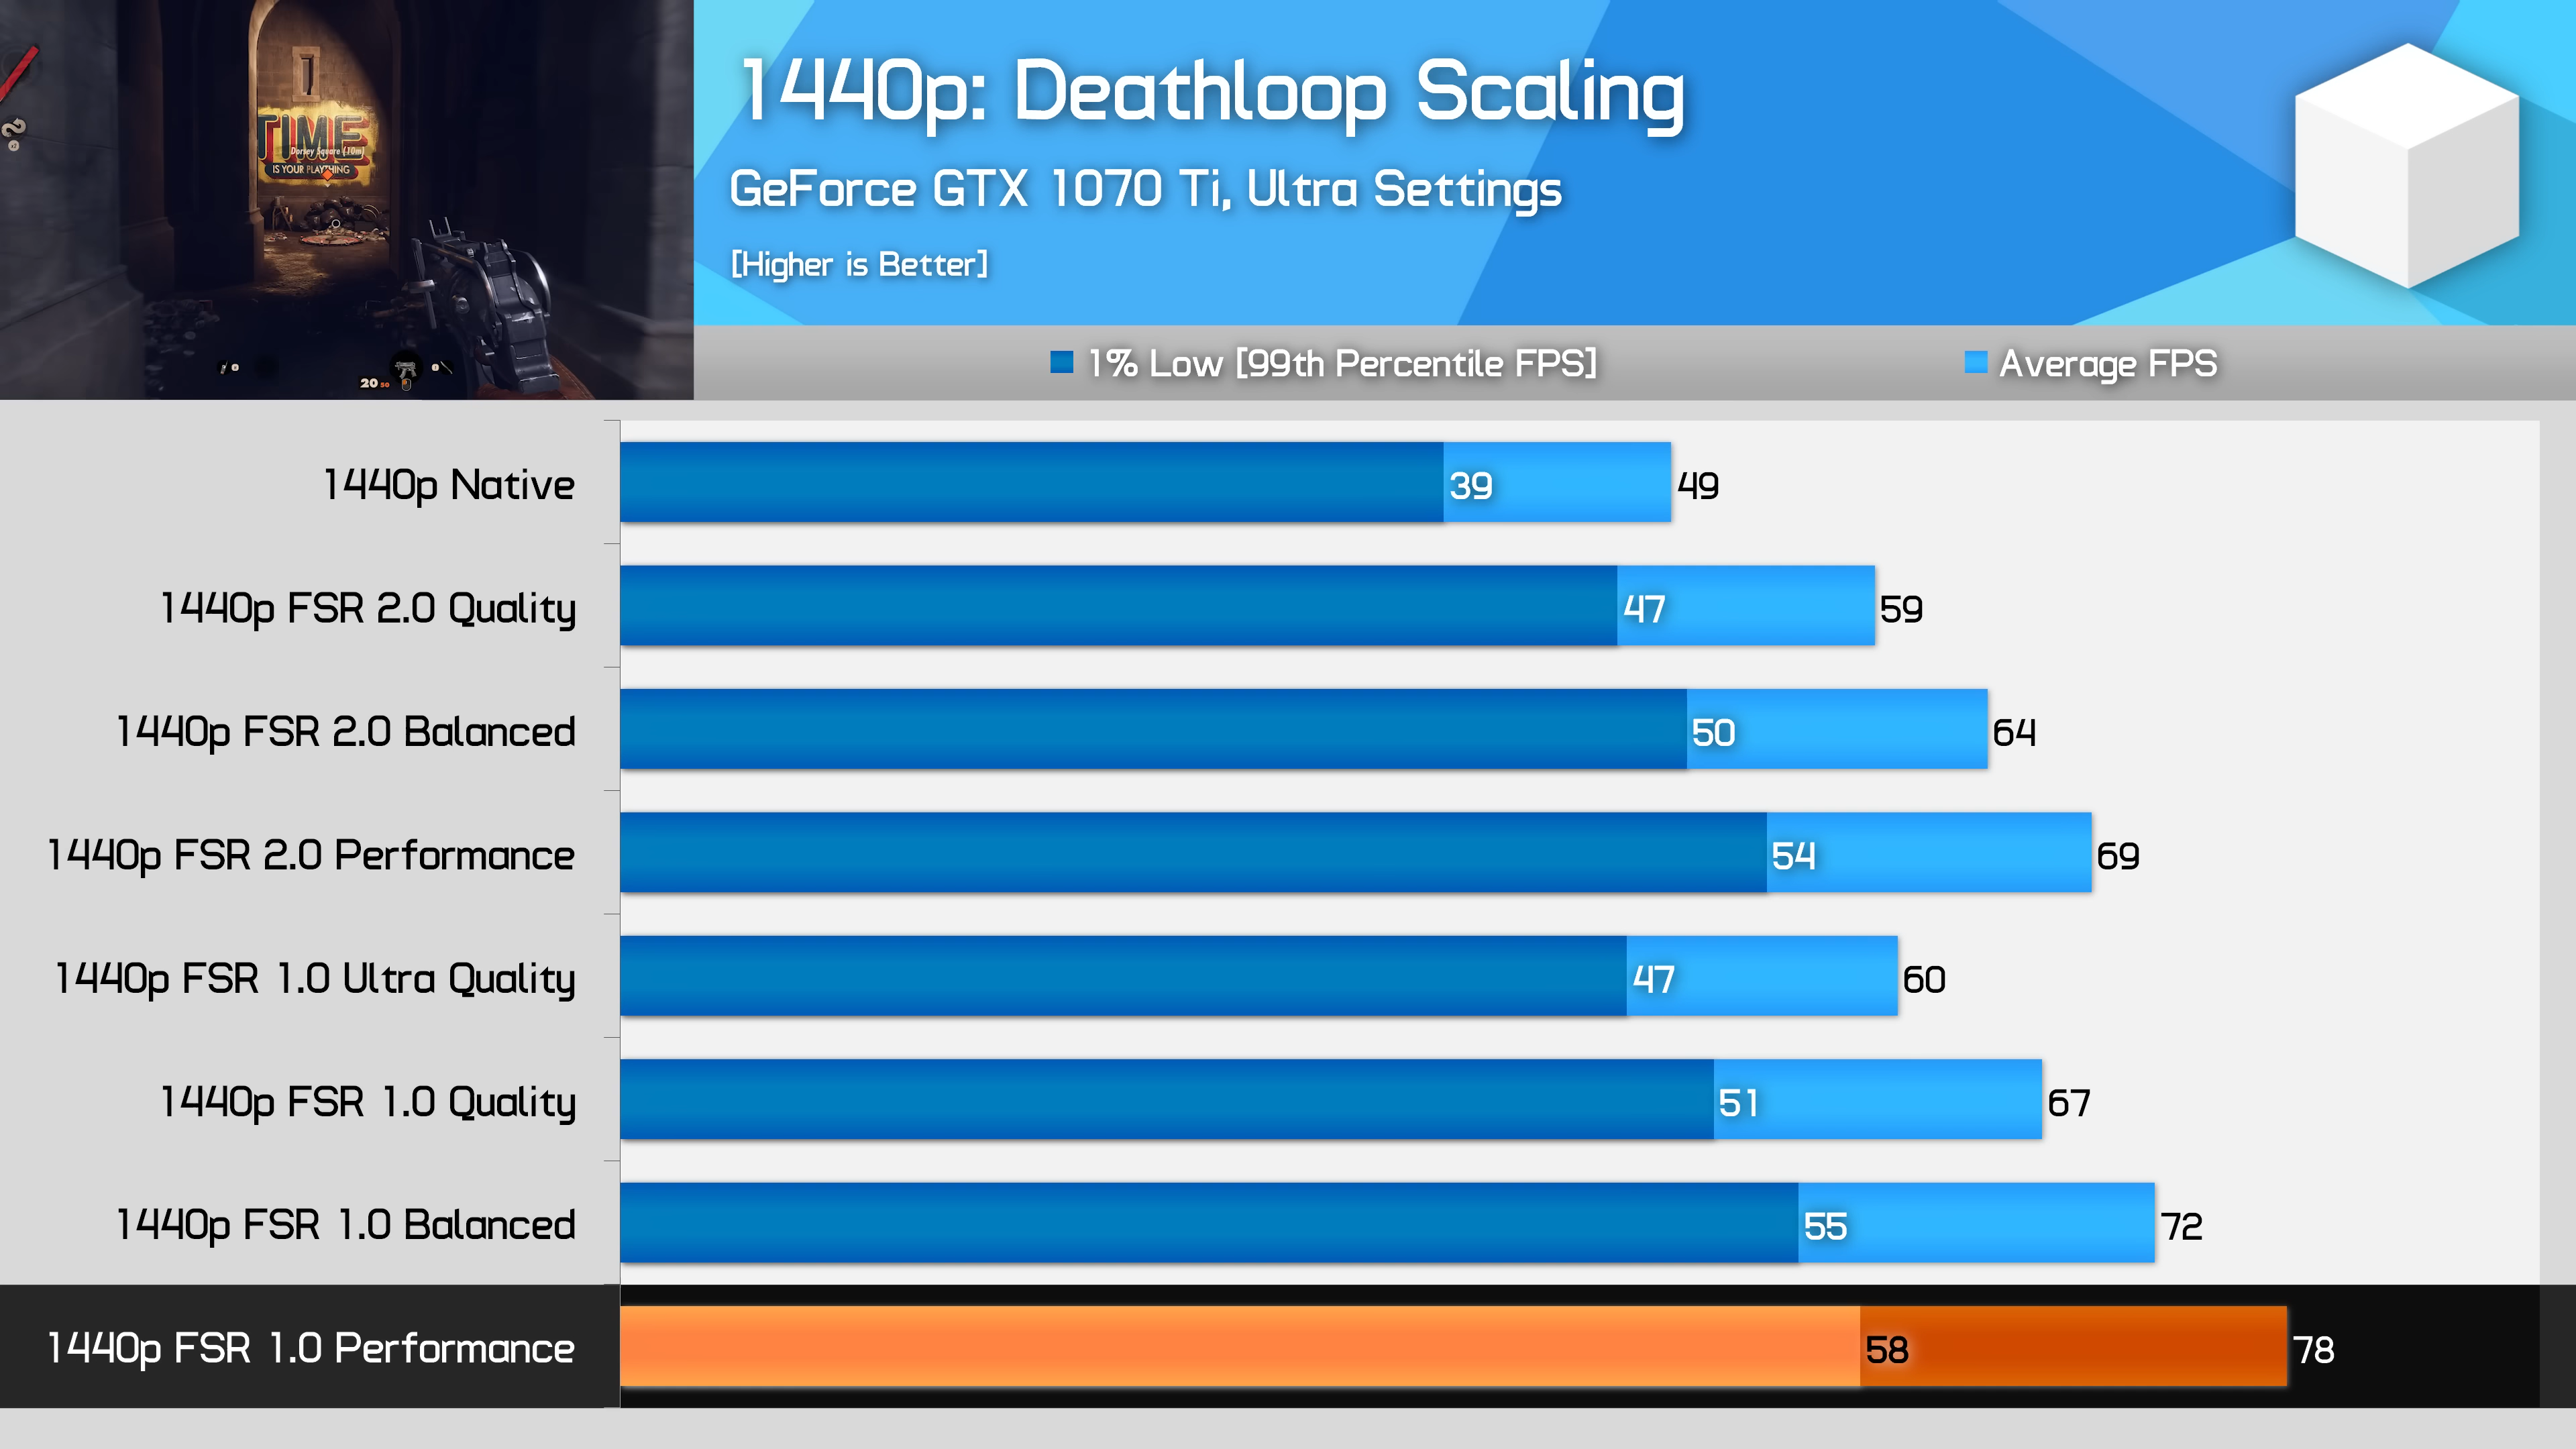 TIME
Dorsey Square (10m)
IS YOUR PLAYTHING
20 50
1440p: Deathloop Scaling
GeForce GTX 1070 Ti, Ultra Settings
[Higher is Better]
1% Low [99th Percentile FPS]
Average FPS
1440p Native 39 49
1440p FSR 2.0 Quality 47 59
1440p FSR 2.0 Balanced 50 64
1440p FSR 2.0 Performance 54 69
1440p FSR 1.0 Ultra Quality 47 60
1440p FSR 1.0 Quality 51 67
1440p FSR 1.0 Balanced 55 72
1440p FSR 1.0 Performance 58 78